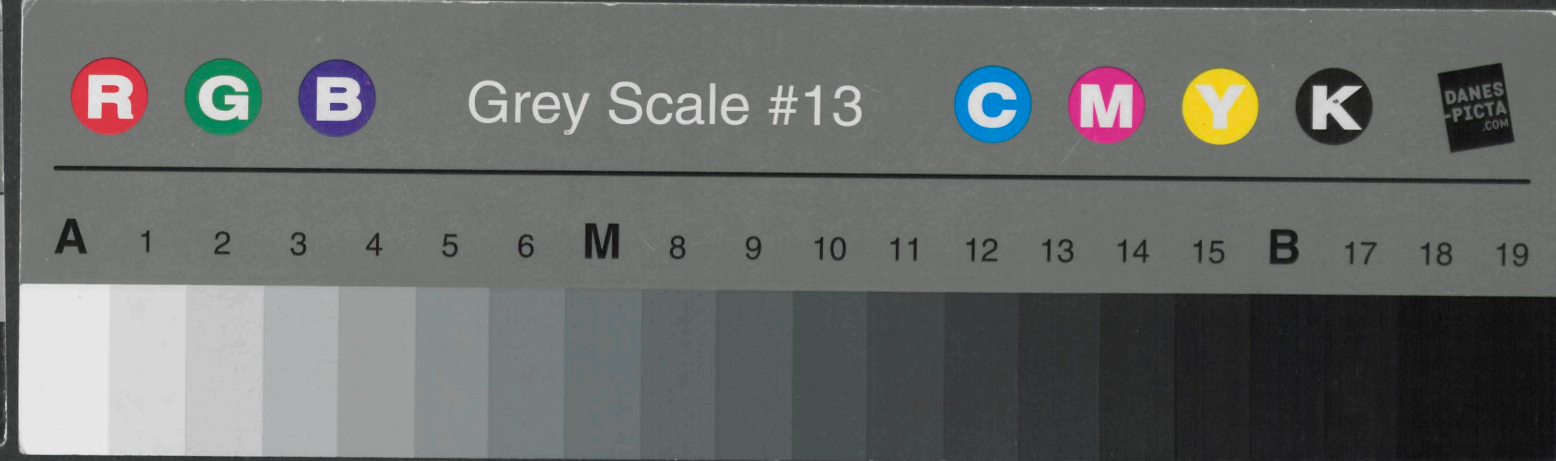 R G B Grey Scale #13 C M Y K
DANES
-PICTA
.COM
A 1 2 3 4 5 6 M 8 9 10 11 12 13 14 15 B 17 18 19